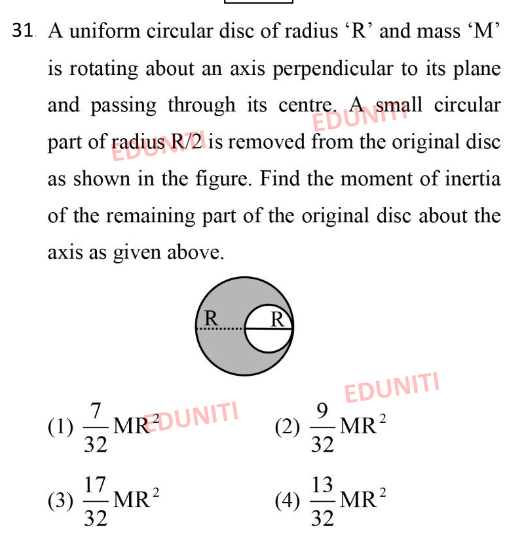 31. A uniform circular disc of radius ‘R’ and mass ‘M’
is rotating about an axis perpendicular to its plane
and passing through its centre. A small circular
EDUNITI
part of radius R/2 is removed from the original disc
EDUNITI
as shown in the figure. Find the moment of inertia
of the remaining part of the original disc about the
axis as given above.
R R
EDUNITI
EDUNITI
(1) 7/32 MR² (2) 9/32 MR²
(3) 17/32 MR² (4) 13/32 MR²